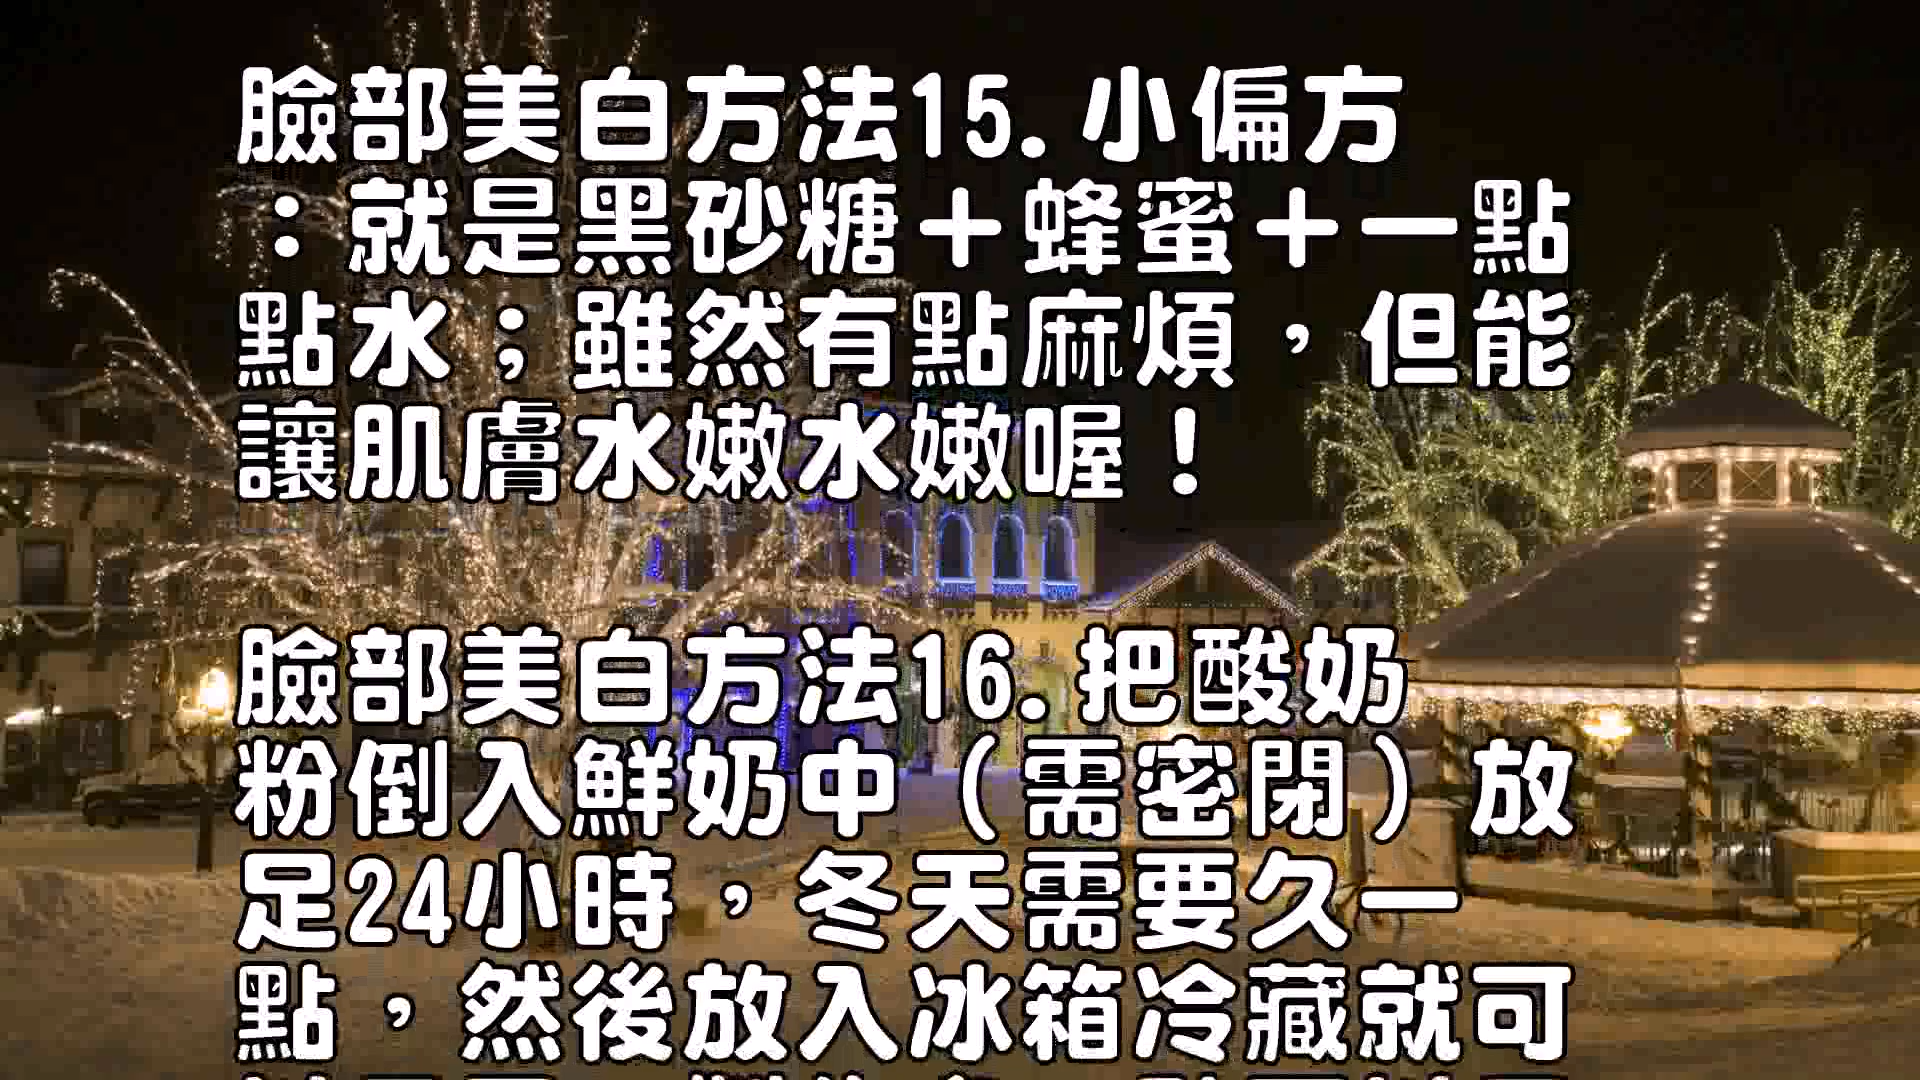 臉部美白方法15.小偏方
：就是黑砂糖＋蜂蜜＋一點
點水；雖然有點麻煩，但能
讓肌膚水嫩水嫩喔！
臉部美白方法16.把酸奶
粉倒入鮮奶中（需密閉）放
足24小時，冬天需要久一
點，然後放入冰箱冷藏就可